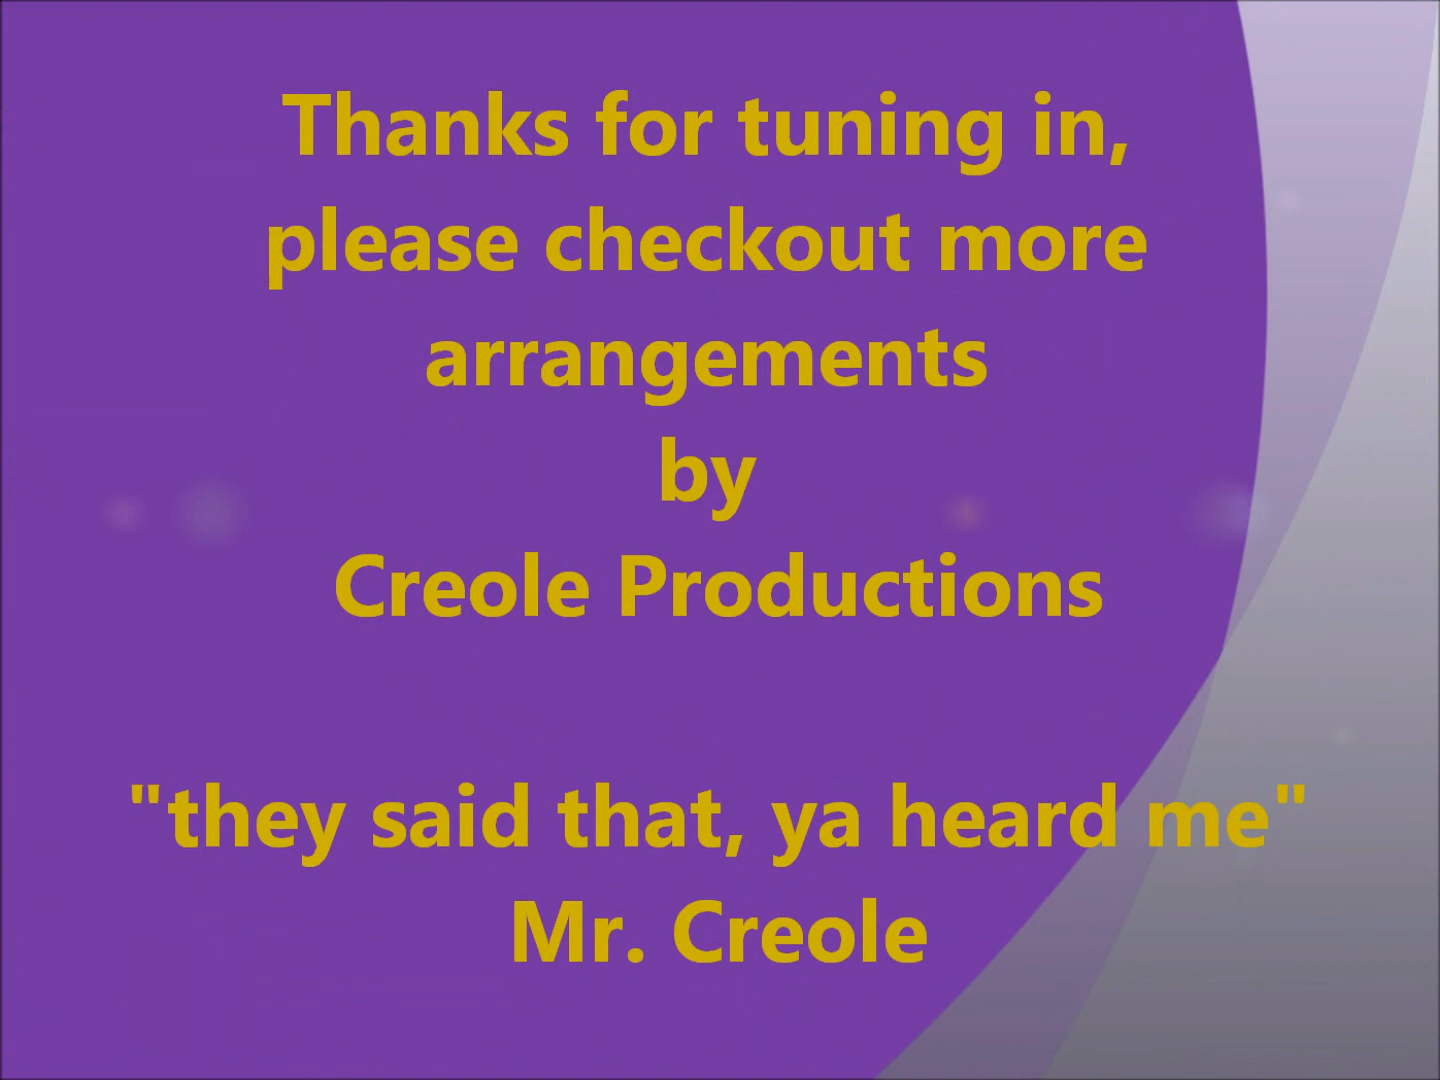 Thanks for tuning in,
please checkout more
arrangements
by
Creole Productions
"they said that, ya heard me"
Mr. Creole